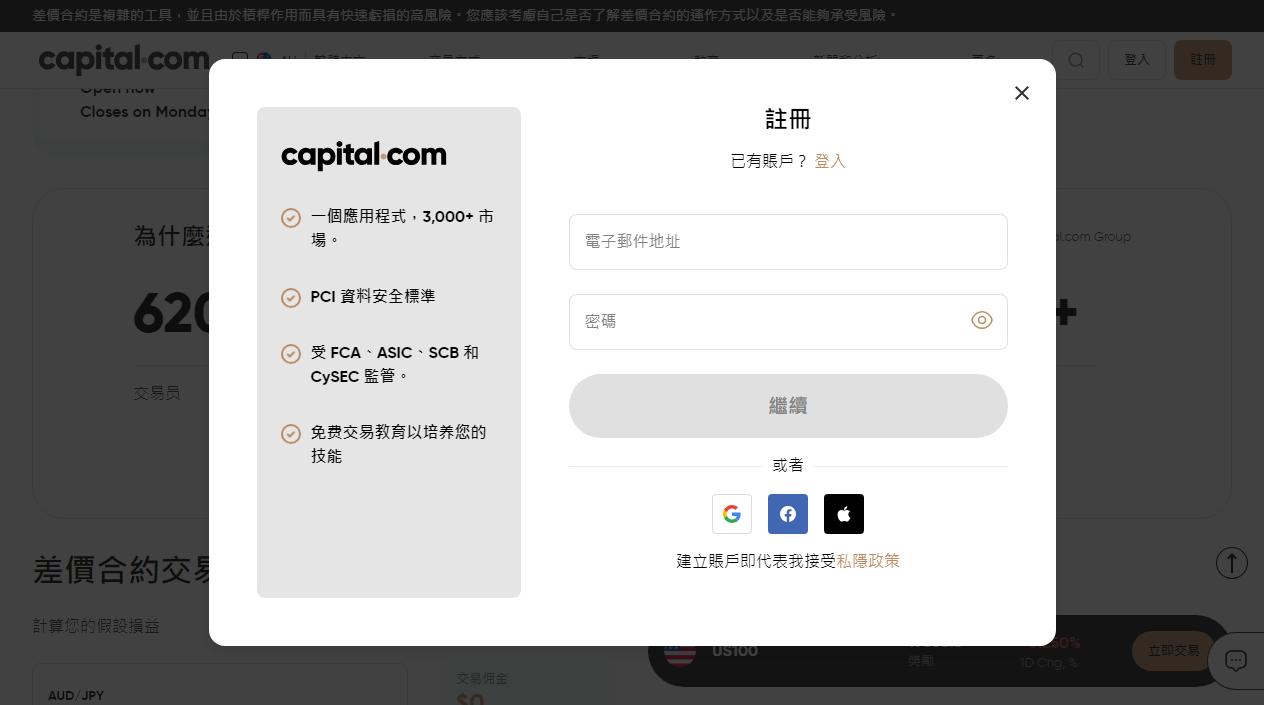 差價合約是複雜的工具，並且由於槓桿作用而具有快速虧損的高風險。您應該考慮自己是否了解差價合約的運作方式以及是否能夠承受風險。
capital.com
登入
註冊
Open now
Closes on Monday
capital.com
一個應用程式，3,000+ 市
場。
PCI 資料安全標準
受 FCA、ASIC、SCB 和
CySEC 監管。
免费交易教育以培养您的
技能
註冊
已有賬戶？ 登入
電子郵件地址
密碼
繼續
或者
建立賬戶即代表我接受私隱政策
為什麼
al.com Group
620
+
交易员
差價合約交易
計算您的假設損益
AUD/JPY
交易佣金
$0
US100
1D Chg, %
立即交易